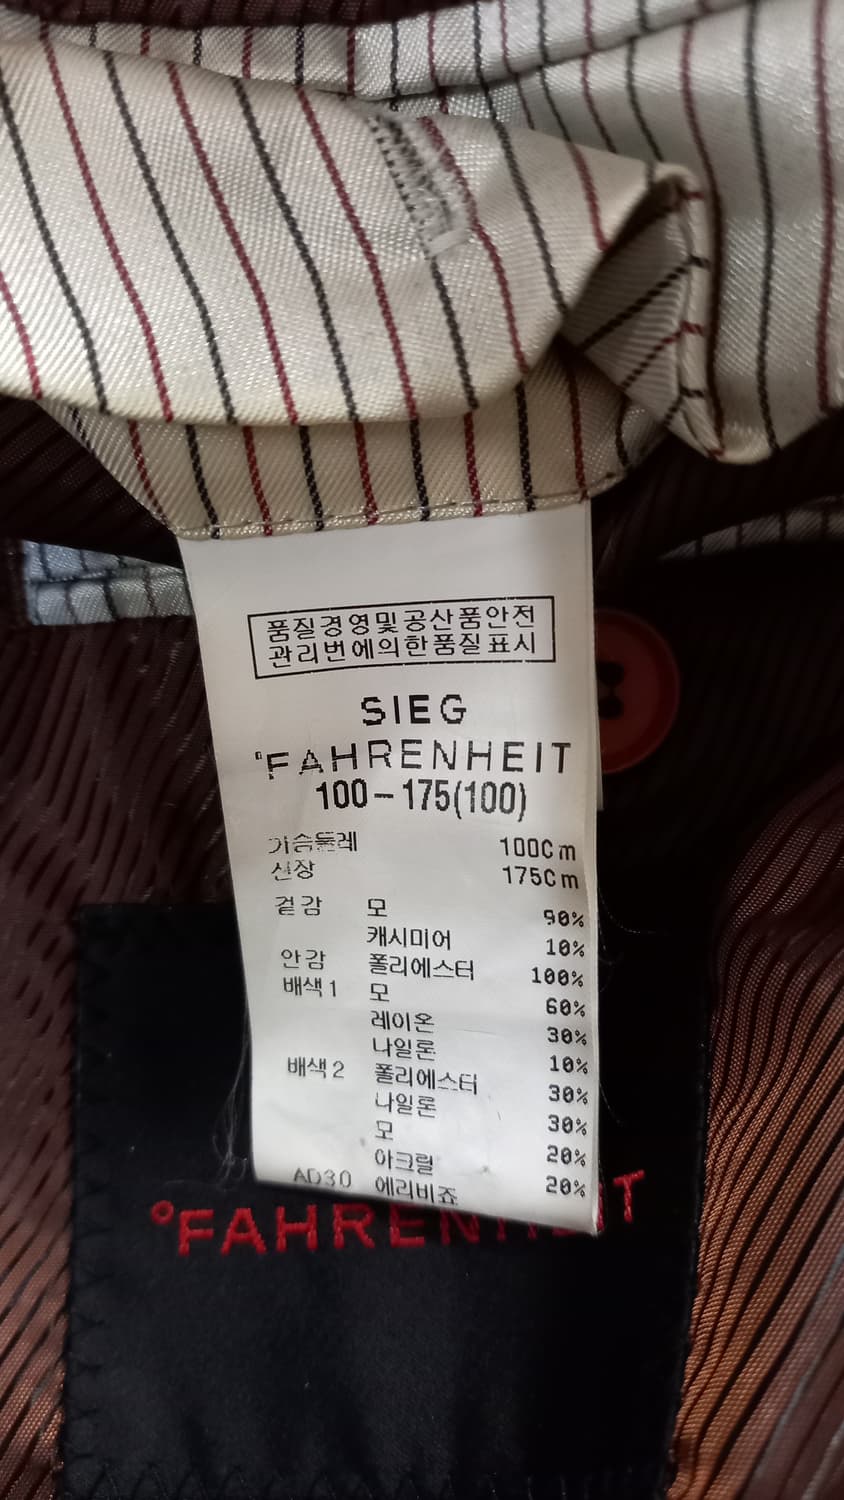 품질경영및공산품안전
관리번에의한품질표시
SIEG
°FAHRENHEIT
100-175(100)
가슴둘레 100Cm
신장 175Cm
겉감 모 90%
캐시미어 10%
안감 폴리에스터 100%
배색1 모 60%
레이온 30%
나일론 10%
배색2 폴리에스터 30%
나일론 30%
모 20%
아크릴 20%
AD30 에리비죠
°FAHRENHEIT